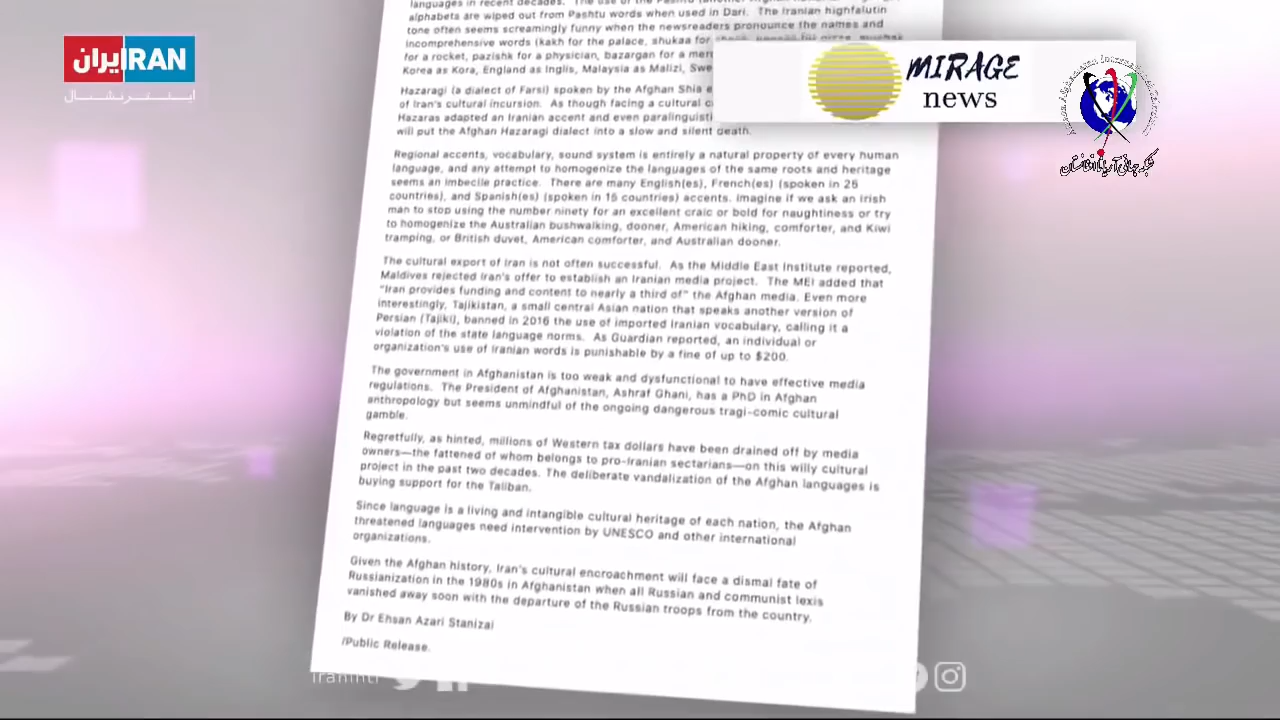 ایران IRAN
اینترنشنال
MIRAGE
news
languages in recent decades.
alphabets are wiped out from Pashtu words when used in Dari. The Iranian highfalutin
tone often seems screamingly funny when the newsreaders pronounce the names and
incomprehensive words (kakh for the palace, shukaa for
for a rocket, pazishk for a physician, bazargan for a
Korea as Kora, England as Inglis, Malaysia as Malizi,
Hazaragi (a dialect of Farsi) spoken by the Afghan Shia
of Iran's cultural incursion. As though facing a cultural
Hazaras adapted an Iranian accent and even
will put the Afghan Hazaragi dialect into a slow and silent death.
Regional accents, vocabulary, sound system is entirely a natural property of every human
language, and any attempt to homogenize the languages of the same roots and heritage
seems an imbecile practice. There are many English(es), French(es) (spoken in 25
countries), and Spanish(es) (spoken in 15 countries) accents. Imagine if we ask an Irish
man to stop using the number ninety for an excellent craic or bold for naughtiness or try
to homogenize the Australian bushwalking, dooner, American hiking, comforter, and Kiwi
tramping, or British duvet, American comforter, and Australian dooner.
The cultural export of Iran is not often successful. As the Middle East Institute reported,
Maldives rejected Iran's offer to establish an Iranian media project. The MEI added that
"Iran provides funding and content to nearly a third of" the Afghan media. Even more
interestingly, Tajikistan, a small central Asian nation that speaks another version of
Persian (Tajiki), banned in 2016 the use of imported Iranian vocabulary, calling it a
violation of the state language norms. As Guardian reported, an individual or
organization's use of Iranian words is punishable by a fine of up to $200.
The government in Afghanistan is too weak and dysfunctional to have effective media
regulations. The President of Afghanistan, Ashraf Ghani, has a PhD in Afghan
anthropology but seems unmindful of the ongoing dangerous tragi-comic cultural
gamble.
Regretfully, as hinted, millions of Western tax dollars have been drained off by media
owners—the fattened of whom belongs to pro-Iranian sectarians—on this willy cultural
project in the past two decades. The deliberate vandalization of the Afghan languages is
buying support for the Taliban.
Since language is a living and intangible cultural heritage of each nation, the Afghan
threatened languages need intervention by UNESCO and other international
organizations.
Given the Afghan history, Iran's cultural encroachment will face a dismal fate of
Russianization in the 1980s in Afghanistan when all Russian and communist lexis
vanished away soon with the departure of the Russian troops from the country.
By Dr Ehsan Azari Stanizai
/Public Release.
iranintl